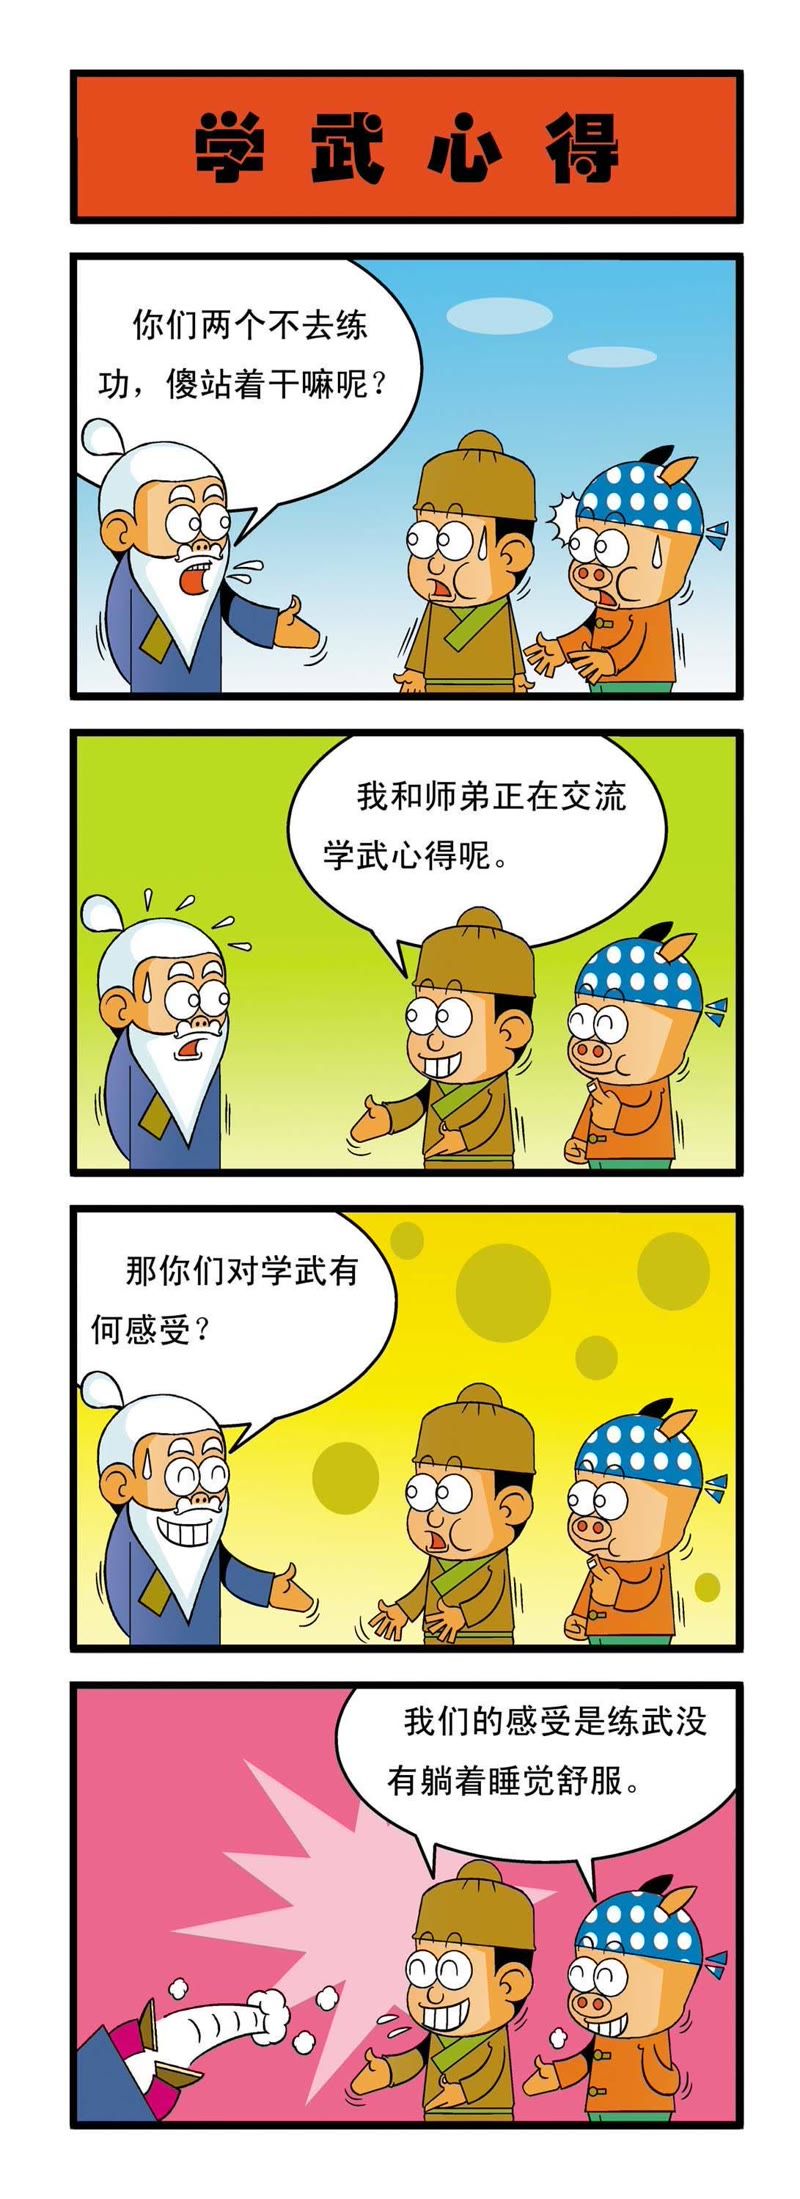 学武心得
你们两个不去练
功，傻站着干嘛呢？
我和师弟正在交流
学武心得呢。
那你们对学武有
何感受？
我们的感受是练武没
有躺着睡觉舒服。